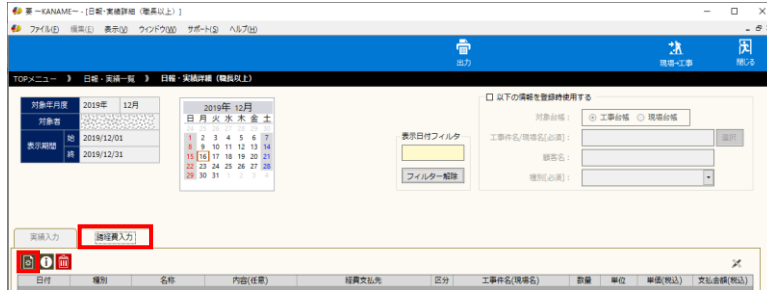 要 ～KANAME～ - [日報・実績詳細（職長以上）]
ファイル(F) 編集(E) 表示(V) ウィンドウ(W) サポート(S) ヘルプ(H)
出力 現場→工事 閉じる
TOPメニュー 》 日報・実績一覧 》 日報・実績詳細（職長以上）
対象年月度 2019年 12月
対象者
表示期間 始 2019/12/01
終 2019/12/31
2019年 12月
日 月 火 水 木 金 土
24 25 26 27 28 29 30
1 2 3 4 5 6 7
8 9 10 11 12 13 14
15 16 17 18 19 20 21
22 23 24 25 26 27 28
29 30 31 1 2 3 4
表示日付フィルタ
フィルター解除
以下の情報を登録時使用する
対象台帳： 工事台帳 現場台帳
工事件名/現場名[必須]： 選択
顧客名：
種別[必須]：
実績入力 諸経費入力
日付 種別 名称 内容(任意) 経費支払先 区分 工事件名(現場名) 数量 単位 単価(税込) 支払金額(税込)